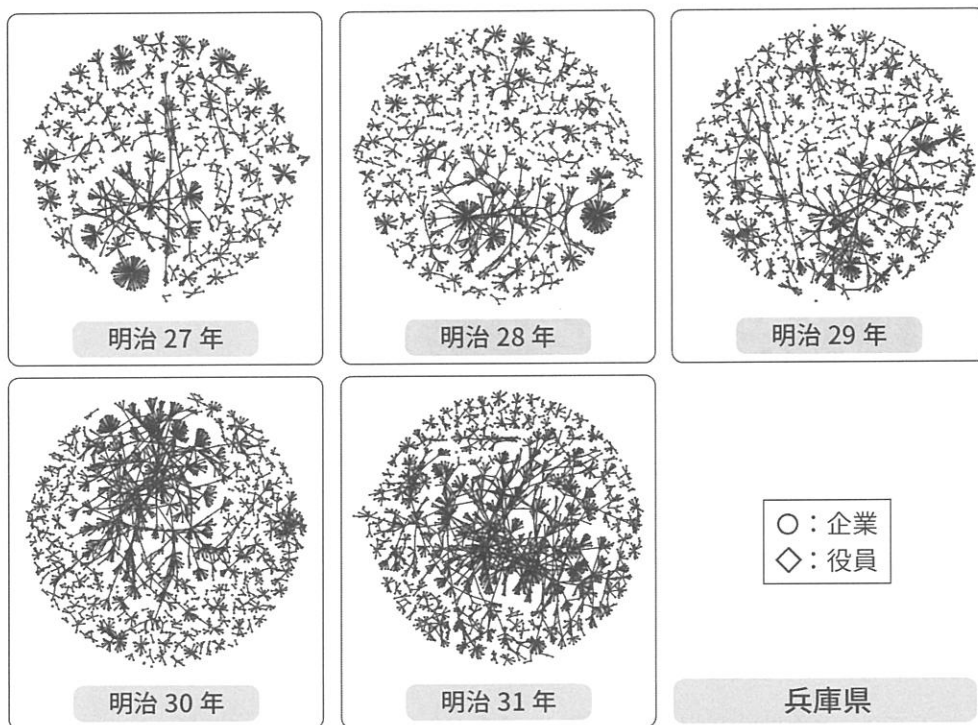 明治 27 年
明治 28 年
明治 29 年
明治 30 年
明治 31 年
○：企業
◇：役員
兵庫県